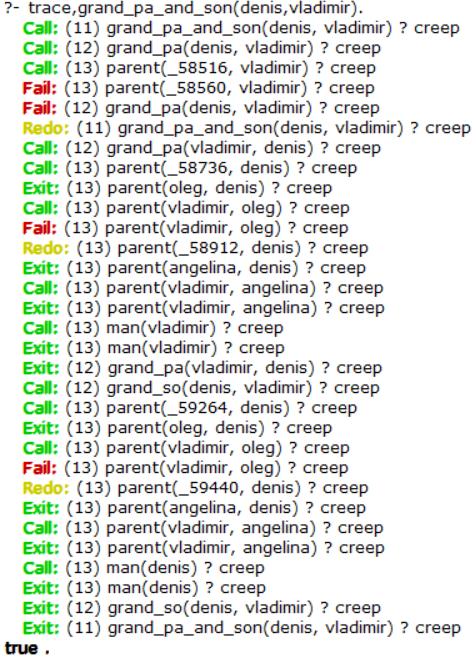 ?- trace,grand_pa_and_son(denis,vladimir).
Call: (11) grand_pa_and_son(denis, vladimir) ? creep
Call: (12) grand_pa(denis, vladimir) ? creep
Call: (13) parent(_58516, vladimir) ? creep
Fail: (13) parent(_58560, vladimir) ? creep
Fail: (12) grand_pa(denis, vladimir) ? creep
Redo: (11) grand_pa_and_son(denis, vladimir) ? creep
Call: (12) grand_pa(vladimir, denis) ? creep
Call: (13) parent(_58736, denis) ? creep
Exit: (13) parent(oleg, denis) ? creep
Call: (13) parent(vladimir, oleg) ? creep
Fail: (13) parent(vladimir, oleg) ? creep
Redo: (13) parent(_58912, denis) ? creep
Exit: (13) parent(angelina, denis) ? creep
Call: (13) parent(vladimir, angelina) ? creep
Exit: (13) parent(vladimir, angelina) ? creep
Call: (13) man(vladimir) ? creep
Exit: (13) man(vladimir) ? creep
Exit: (12) grand_pa(vladimir, denis) ? creep
Call: (12) grand_so(denis, vladimir) ? creep
Call: (13) parent(_59264, denis) ? creep
Exit: (13) parent(oleg, denis) ? creep
Call: (13) parent(vladimir, oleg) ? creep
Fail: (13) parent(vladimir, oleg) ? creep
Redo: (13) parent(_59440, denis) ? creep
Exit: (13) parent(angelina, denis) ? creep
Call: (13) parent(vladimir, angelina) ? creep
Exit: (13) parent(vladimir, angelina) ? creep
Call: (13) man(denis) ? creep
Exit: (13) man(denis) ? creep
Exit: (12) grand_so(denis, vladimir) ? creep
Exit: (11) grand_pa_and_son(denis, vladimir) ? creep
true .